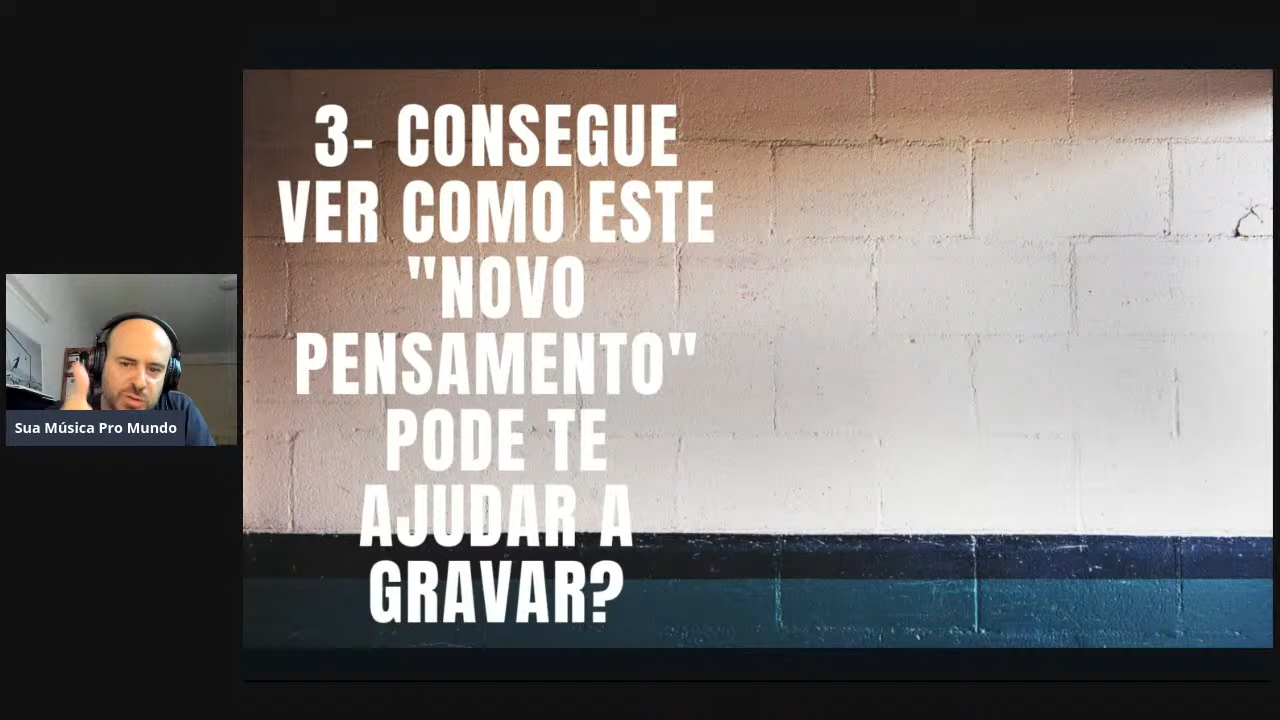 3- CONSEGUE
VER COMO ESTE
"NOVO
PENSAMENTO"
PODE TE
AJUDAR A
GRAVAR?
Sua Música Pro Mundo